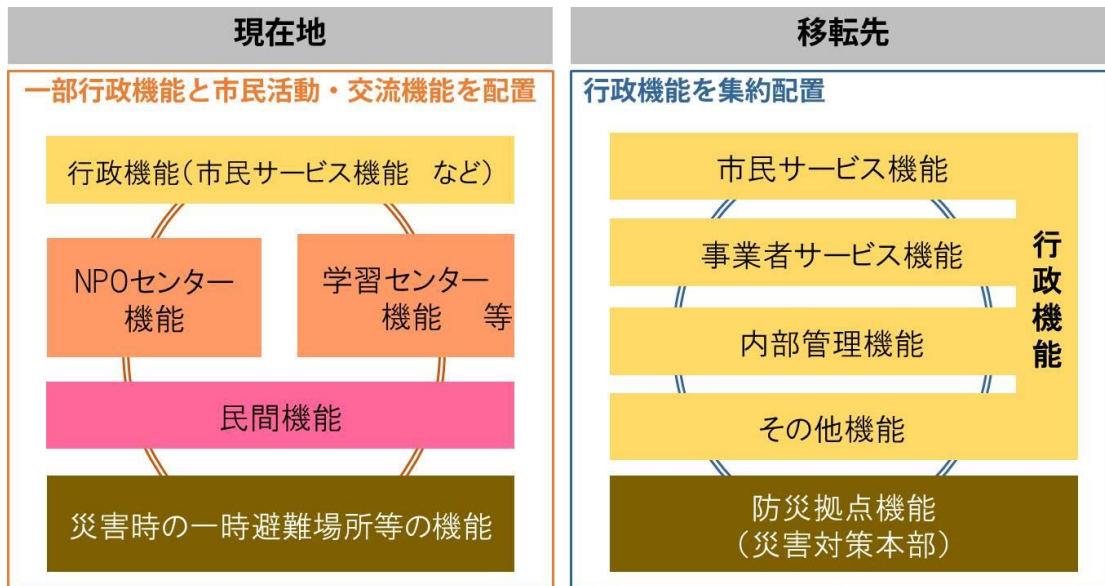 現在地
一部行政機能と市民活動・交流機能を配置
行政機能（市民サービス機能　など）
NPOセンター
機能
学習センター
機能　等
民間機能
災害時の一時避難場所等の機能
移転先
行政機能を集約配置
市民サービス機能
事業者サービス機能
内部管理機能
その他機能
行政機能
防災拠点機能
（災害対策本部）